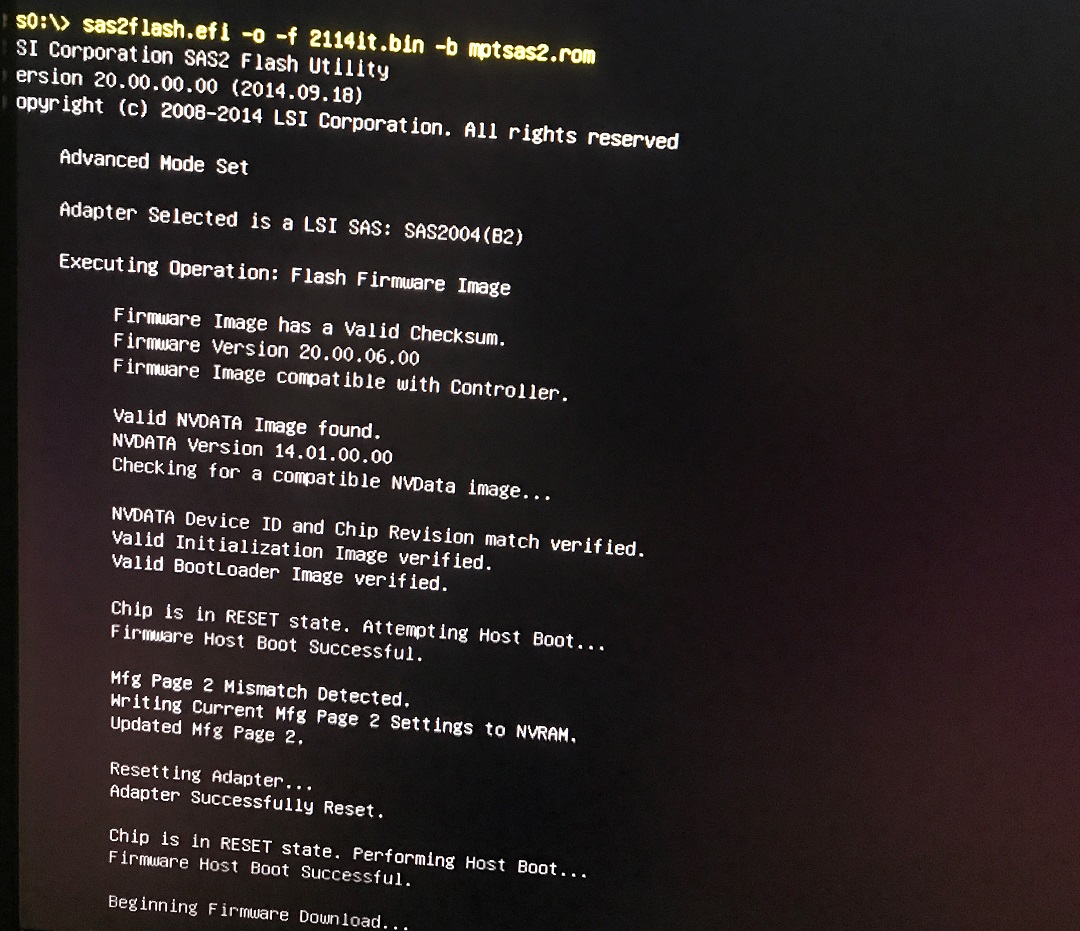 s0:\> sas2flash.efi -o -f 2114it.bin -b mptsas2.rom
SI Corporation SAS2 Flash Utility
ersion 20.00.00.00 (2014.09.18)
opyright (c) 2008-2014 LSI Corporation. All rights reserved
Advanced Mode Set
Adapter Selected is a LSI SAS: SAS2004(B2)
Executing Operation: Flash Firmware Image
Firmware Image has a Valid Checksum.
Firmware Version 20.00.06.00
Firmware Image compatible with Controller.
Valid NVDATA Image found.
NVDATA Version 14.01.00.00
Checking for a compatible NVData image...
NVDATA Device ID and Chip Revision match verified.
Valid Initialization Image verified.
Valid BootLoader Image verified.
Chip is in RESET state. Attempting Host Boot...
Firmware Host Boot Successful.
Mfg Page 2 Mismatch Detected.
Writing Current Mfg Page 2 Settings to NVRAM.
Updated Mfg Page 2.
Resetting Adapter...
Adapter Successfully Reset.
Chip is in RESET state. Performing Host Boot...
Firmware Host Boot Successful.
Beginning Firmware Download...